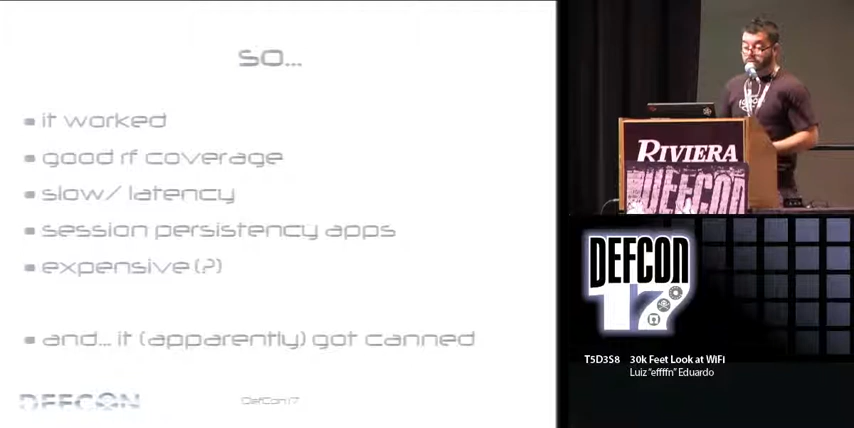 so...
it worked
good rf coverage
slow/ latency
session persistency apps
expensive (?)
and... it (apparently) got canned
DEFCON
DefCon 17
RIVIERA
DEFCON
DEFCON
17
T5D3S8 30k Feet Look at WiFi
Luiz "effffn" Eduardo